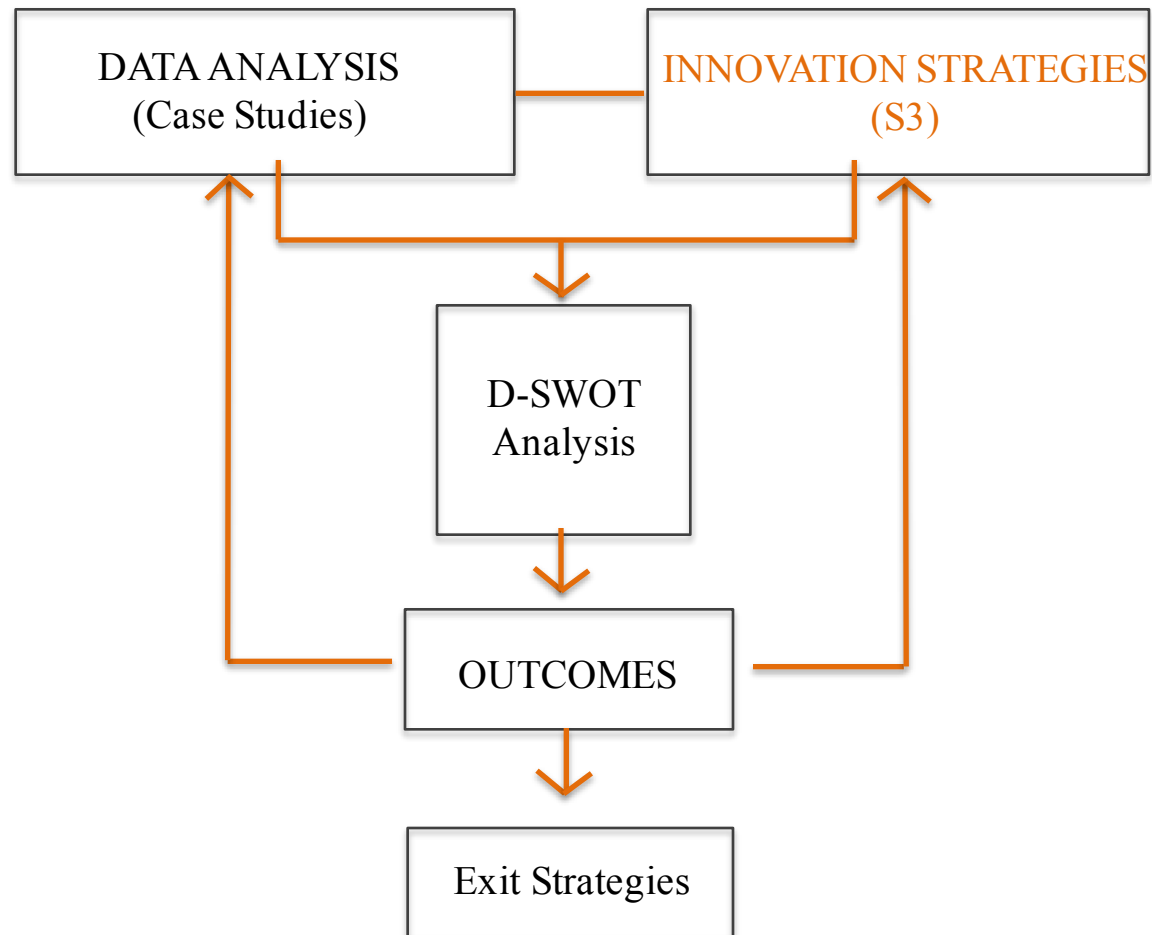 DATA ANALYSIS
(Case Studies)
INNOVATION STRATEGIES
(S3)
D-SWOT
Analysis
OUTCOMES
Exit Strategies